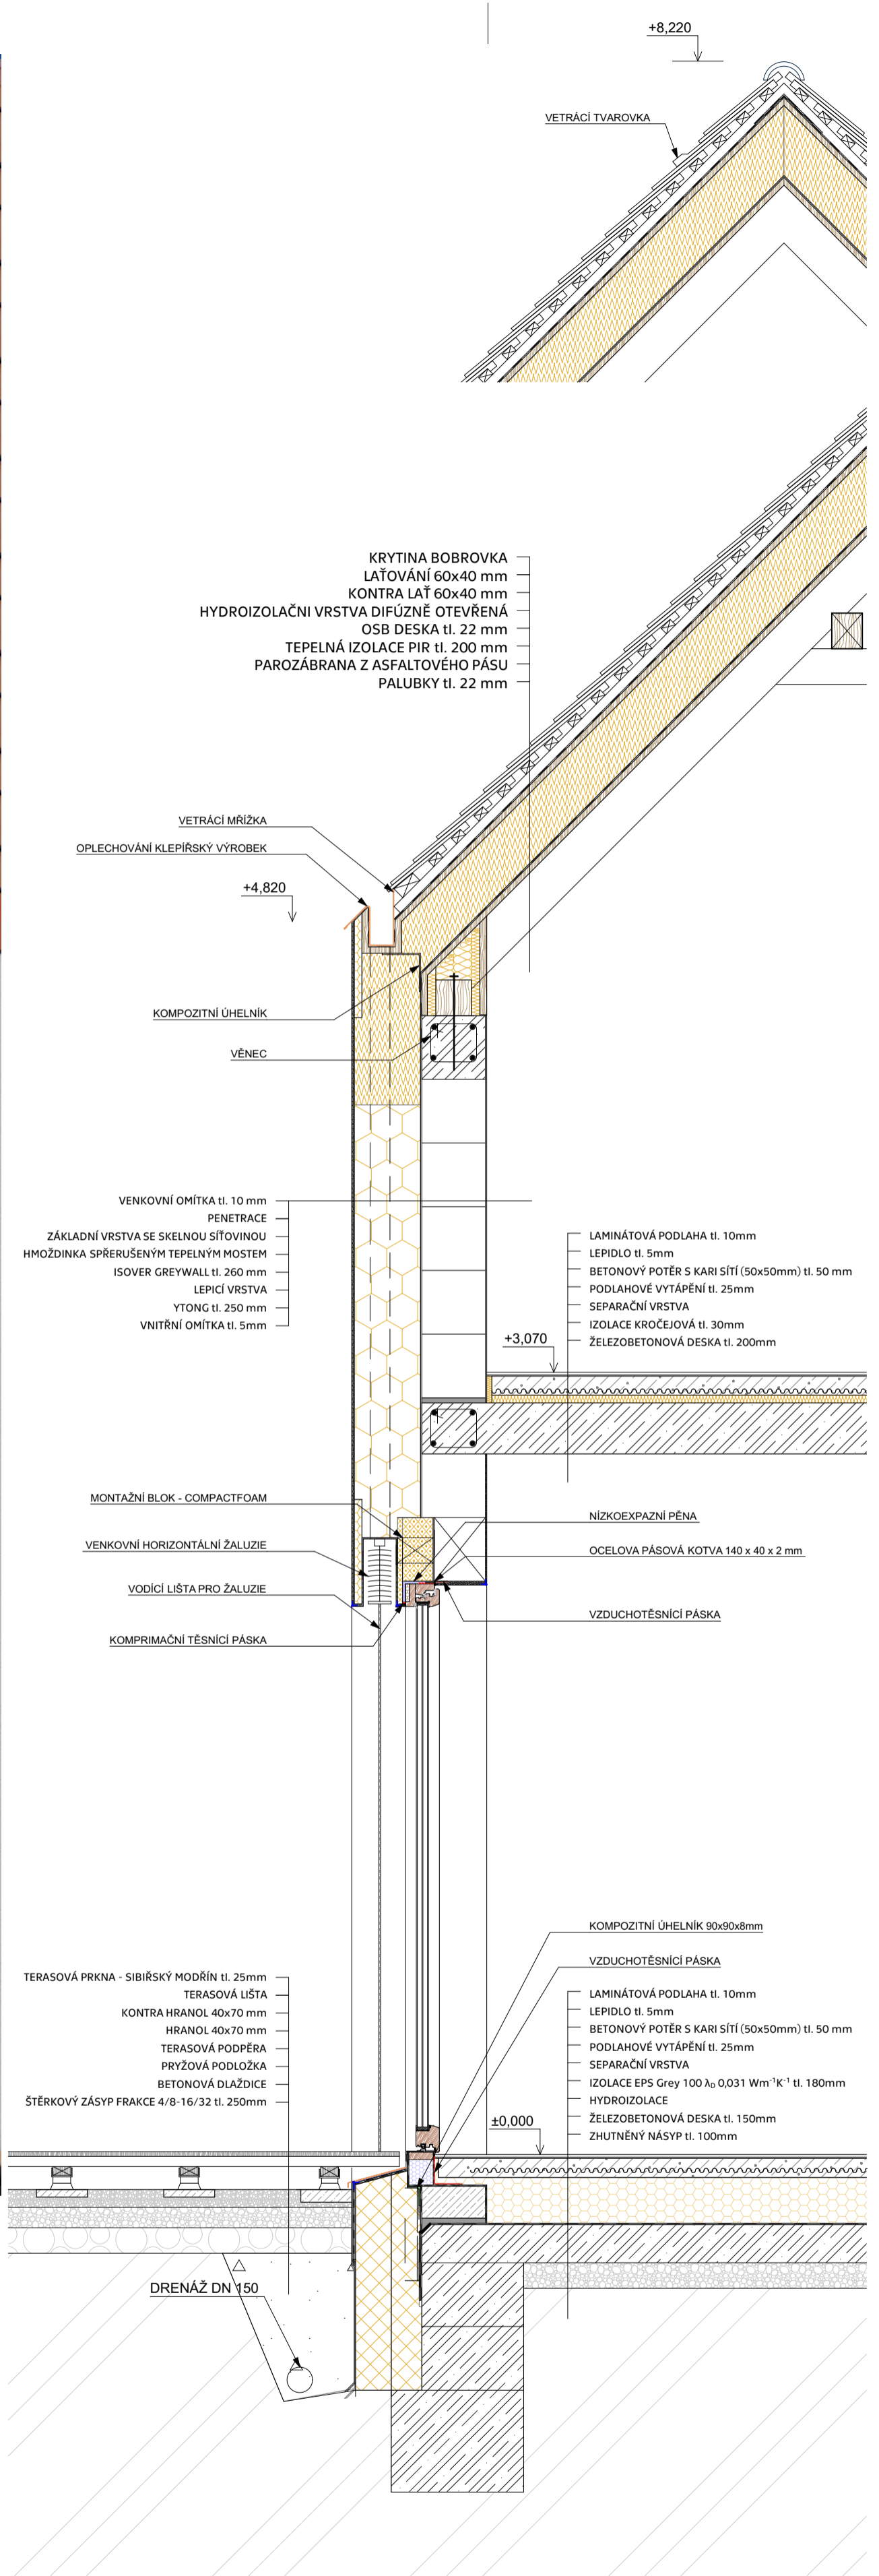 +8,220
VETRÁCÍ TVAROVKA
KRYTINA BOBROVKA
LAŤOVÁNÍ 60x40 mm
KONTRA LAŤ 60x40 mm
HYDROIZOLAČNI VRSTVA DIFÚZNĚ OTEVŘENÁ
OSB DESKA tl. 22 mm
TEPELNÁ IZOLACE PIR tl. 200 mm
PAROZÁBRANA Z ASFALTOVÉHO PÁSU
PALUBKY tl. 22 mm
VETRÁCÍ MŘÍŽKA
OPLECHOVÁNÍ KLEPÍŘSKÝ VÝROBEK
+4,820
KOMPOZITNÍ ÚHELNÍK
VĚNEC
VENKOVNÍ OMÍTKA tl. 10 mm
PENETRACE
ZÁKLADNÍ VRSTVA SE SKELNOU SÍŤOVINOU
HMOŽDINKA SPŘERUŠENÝM TEPELNÝM MOSTEM
ISOVER GREYWALL tl. 260 mm
LEPICÍ VRSTVA
YTONG tl. 250 mm
VNITŘNÍ OMÍTKA tl. 5mm
LAMINÁTOVÁ PODLAHA tl. 10mm
LEPIDLO tl. 5mm
BETONOVÝ POTĚR S KARI SÍTÍ (50x50mm) tl. 50 mm
PODLAHOVÉ VYTÁPĚNÍ tl. 25mm
SEPARAČNÍ VRSTVA
IZOLACE KROČEJOVÁ tl. 30mm
ŽELEZOBETONOVÁ DESKA tl. 200mm
+3,070
MONTAŽNÍ BLOK - COMPACTFOAM
VENKOVNÍ HORIZONTÁLNÍ ŽALUZIE
VODÍCÍ LIŠTA PRO ŽALUZIE
KOMPRIMAČNÍ TĚSNÍCÍ PÁSKA
NÍZKOEXPAZNÍ PĚNA
OCELOVA PÁSOVÁ KOTVA 140 x 40 x 2 mm
VZDUCHOTĚSNÍCÍ PÁSKA
KOMPOZITNÍ ÚHELNÍK 90x90x8mm
VZDUCHOTĚSNÍCÍ PÁSKA
TERASOVÁ PRKNA - SIBIŘSKÝ MODŘÍN tl. 25mm
TERASOVÁ LIŠTA
KONTRA HRANOL 40x70 mm
HRANOL 40x70 mm
TERASOVÁ PODPĚRA
PRYŽOVÁ PODLOŽKA
BETONOVÁ DLAŽDICE
ŠTĚRKOVÝ ZÁSYP FRAKCE 4/8-16/32 tl. 250mm
LAMINÁTOVÁ PODLAHA tl. 10mm
LEPIDLO tl. 5mm
BETONOVÝ POTĚR S KARI SÍTÍ (50x50mm) tl. 50 mm
PODLAHOVÉ VYTÁPĚNÍ tl. 25mm
SEPARAČNÍ VRSTVA
IZOLACE EPS Grey 100 λD 0,031 Wm⁻¹K⁻¹ tl. 180mm
HYDROIZOLACE
ŽELEZOBETONOVÁ DESKA tl. 150mm
ZHUTNĚNÝ NÁSYP tl. 100mm
±0,000
DRENÁŽ DN 150